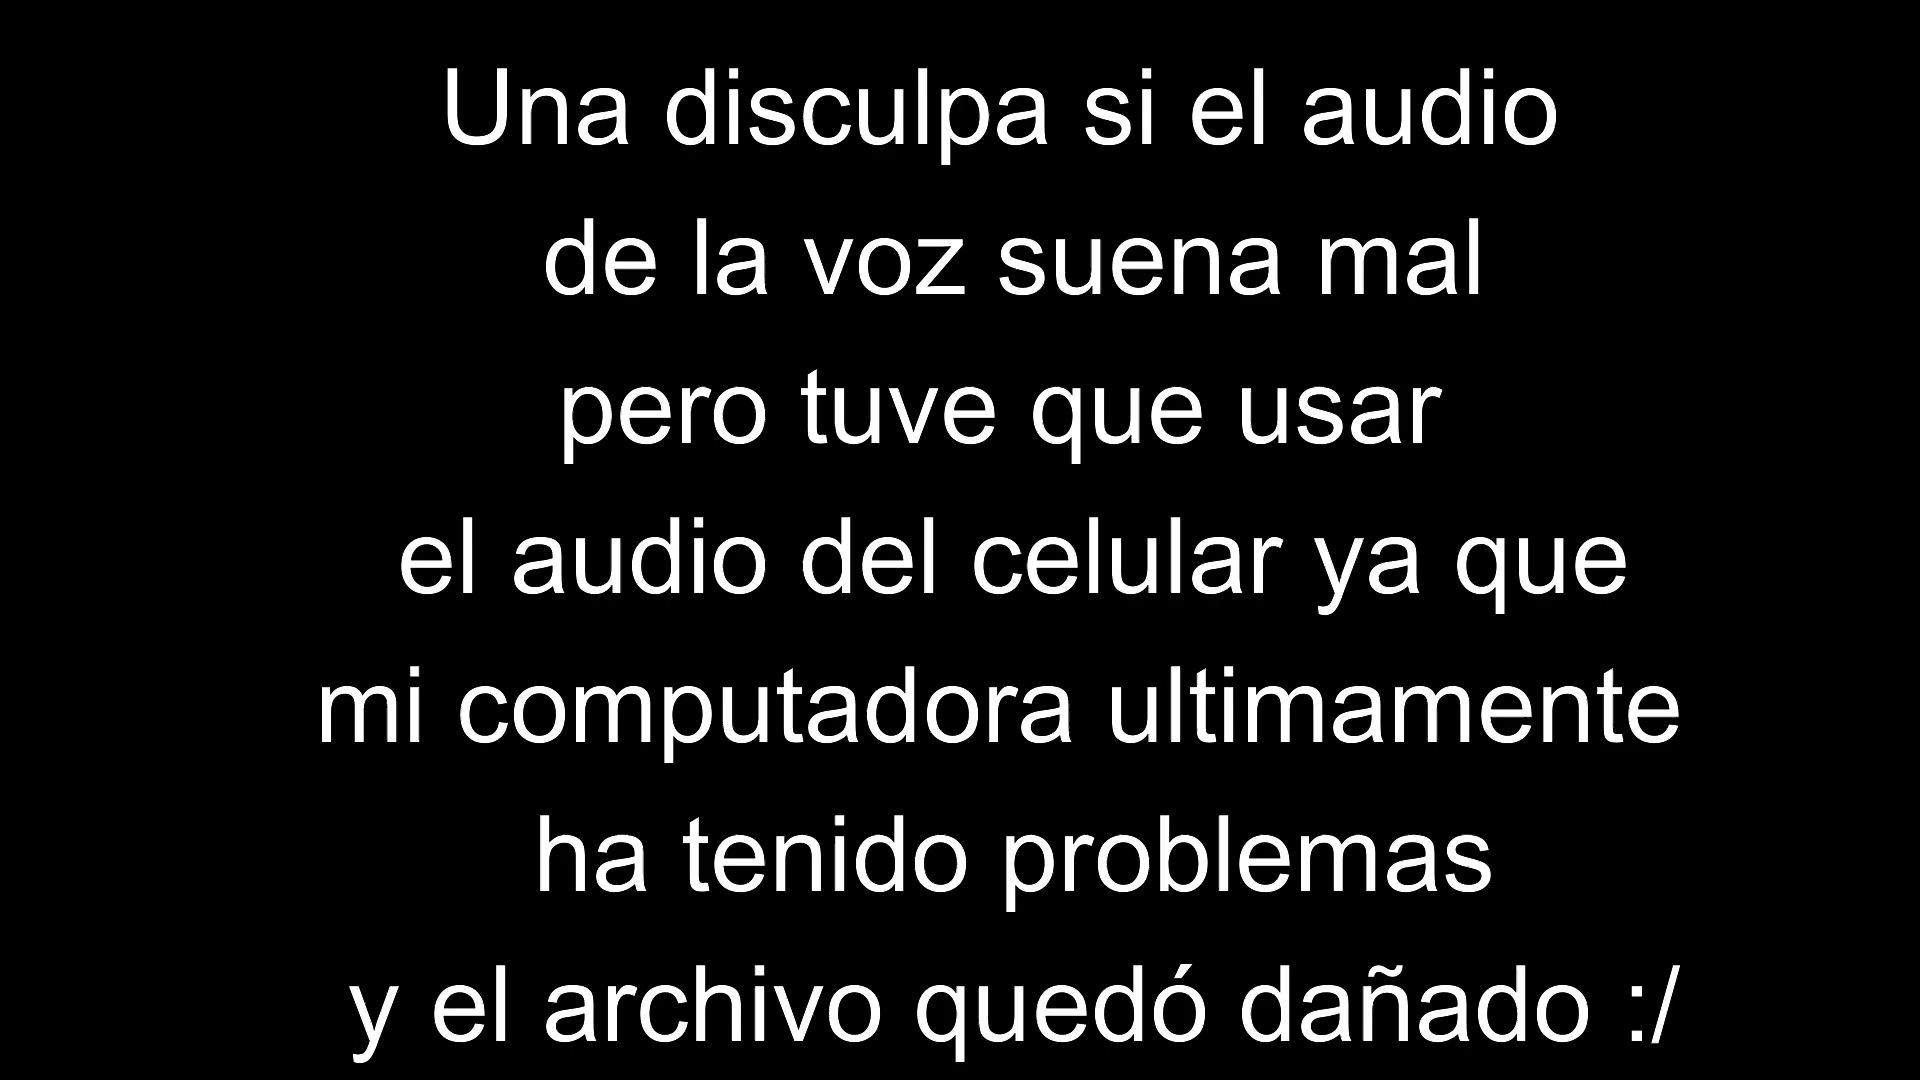 Una disculpa si el audio
de la voz suena mal
pero tuve que usar
el audio del celular ya que
mi computadora ultimamente
ha tenido problemas
y el archivo quedó dañado :/